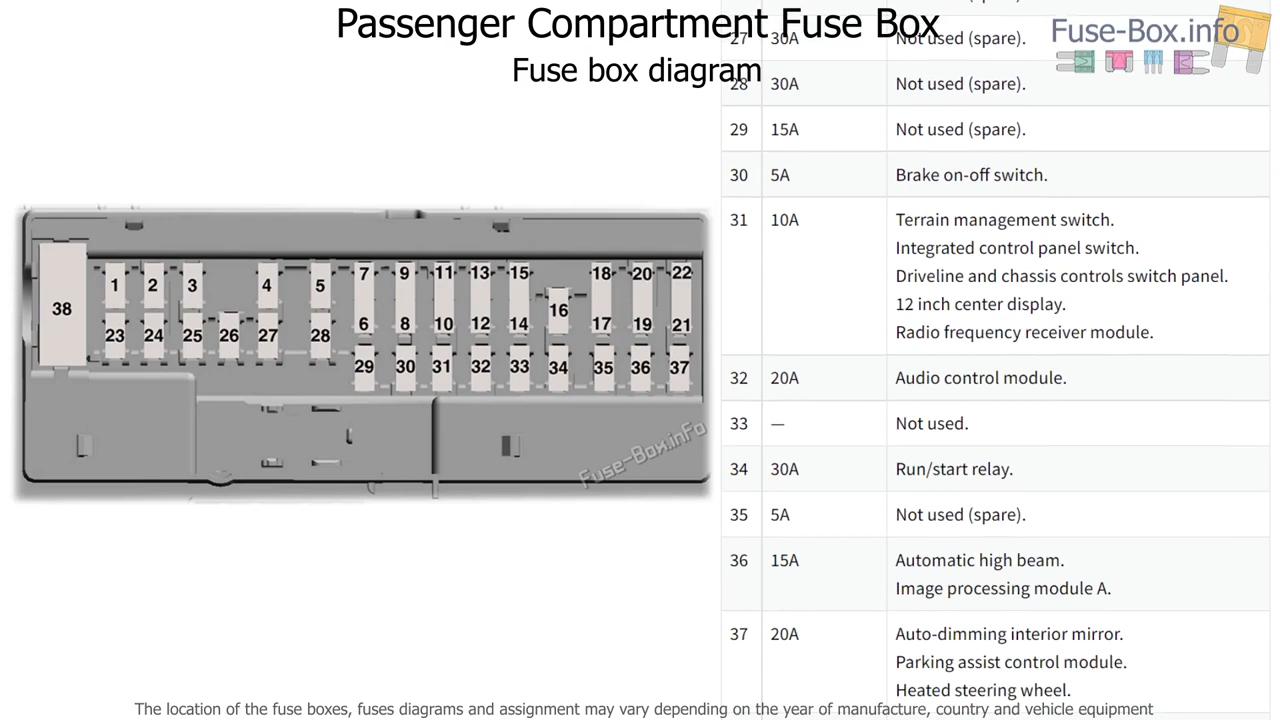 Passenger Compartment Fuse Box
Fuse box diagram
Fuse-Box.info
27 30A Not used (spare).
28 30A Not used (spare).
29 15A Not used (spare).
30 5A Brake on-off switch.
31 10A Terrain management switch.
Integrated control panel switch.
Driveline and chassis controls switch panel.
12 inch center display.
Radio frequency receiver module.
32 20A Audio control module.
33 — Not used.
34 30A Run/start relay.
35 5A Not used (spare).
36 15A Automatic high beam.
Image processing module A.
37 20A Auto-dimming interior mirror.
Parking assist control module.
Heated steering wheel.
7 9 11 13 15 18 20 22
1 2 3 4 5
38 16
6 8 10 12 14 17 19 21
23 24 25 26 27 28
29 30 31 32 33 34 35 36 37
Fuse-Box.inFo
The location of the fuse boxes, fuses diagrams and assignment may vary depending on the year of manufacture, country and vehicle equipment